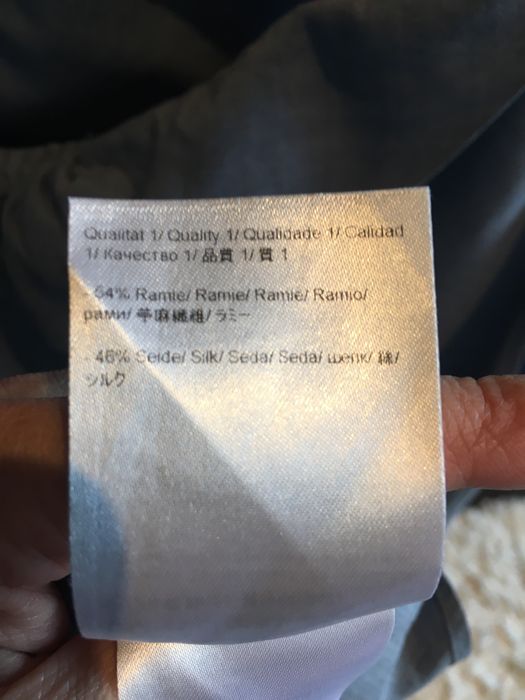 Qualität 1/ Quality 1/ Qualidade 1/ Calidad
1/ Качество 1/ 品質 1/ 質 1
- 54% Ramie/ Ramie/ Ramie/ Ramio/
рами/ 苧麻纖維/ ラミー
- 46% Seide/ Silk/ Seda/ Seda/ шелк/ 絲/
シルク